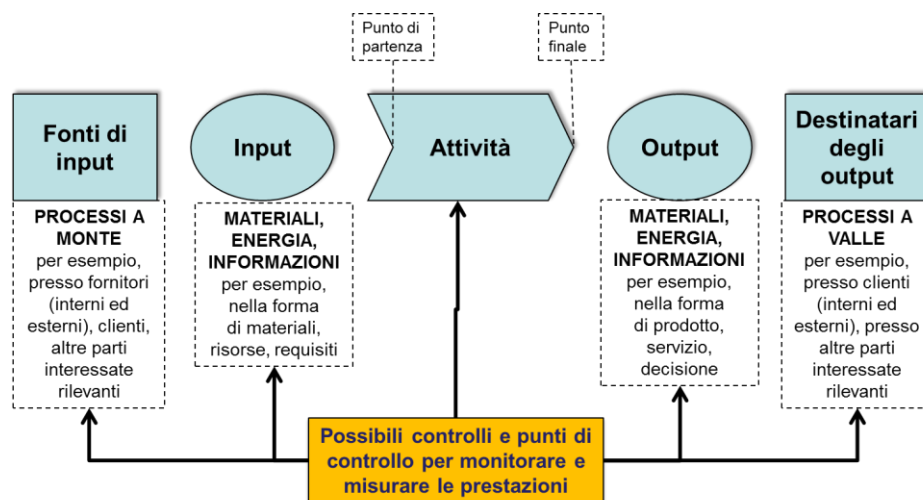 Punto di
partenza
Punto
finale
Fonti di
input
Input
Attività
Output
Destinatari
degli
output
PROCESSI A
MONTE
per esempio,
presso fornitori
(interni ed
esterni), clienti,
altre parti
interessate
rilevanti
MATERIALI,
ENERGIA,
INFORMAZIONI
per esempio,
nella forma
di materiali,
risorse, requisiti
MATERIALI,
ENERGIA,
INFORMAZIONI
per esempio,
nella forma
di prodotto,
servizio,
decisione
PROCESSI A
VALLE
per esempio,
presso clienti
(interni ed
esterni), presso
altre parti
interessate
rilevanti
Possibili controlli e punti di
controllo per monitorare e
misurare le prestazioni